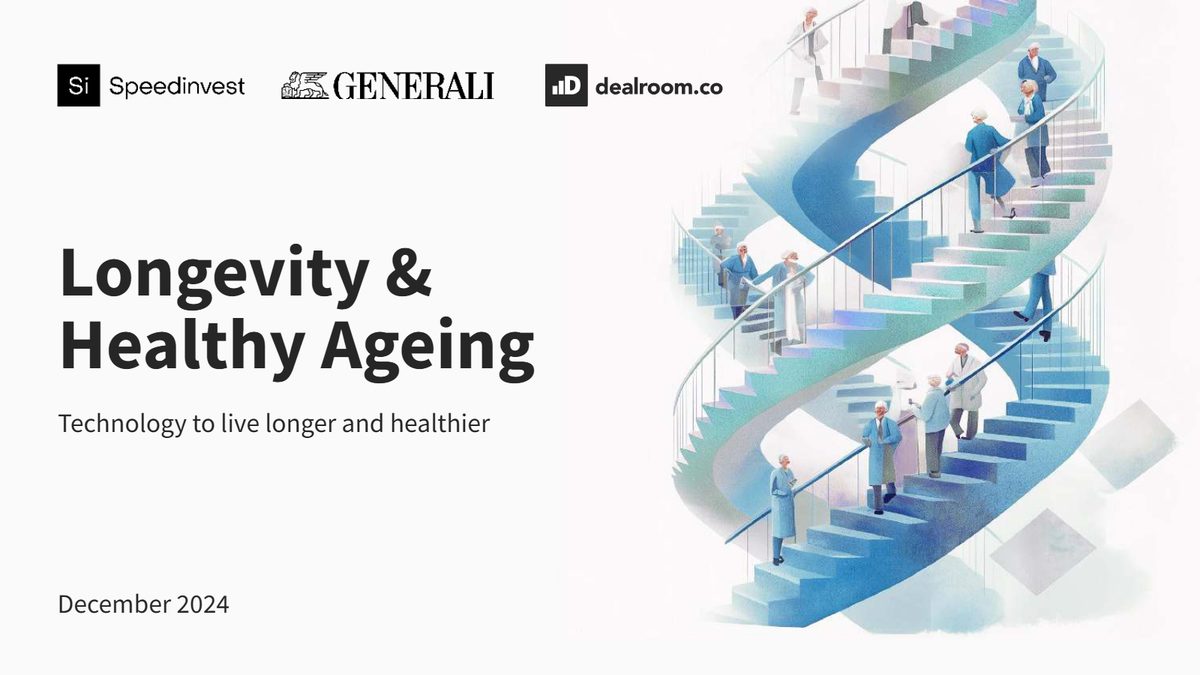 Si Speedinvest GENERALI dealroom.co
Longevity &
Healthy Ageing
Technology to live longer and healthier
December 2024